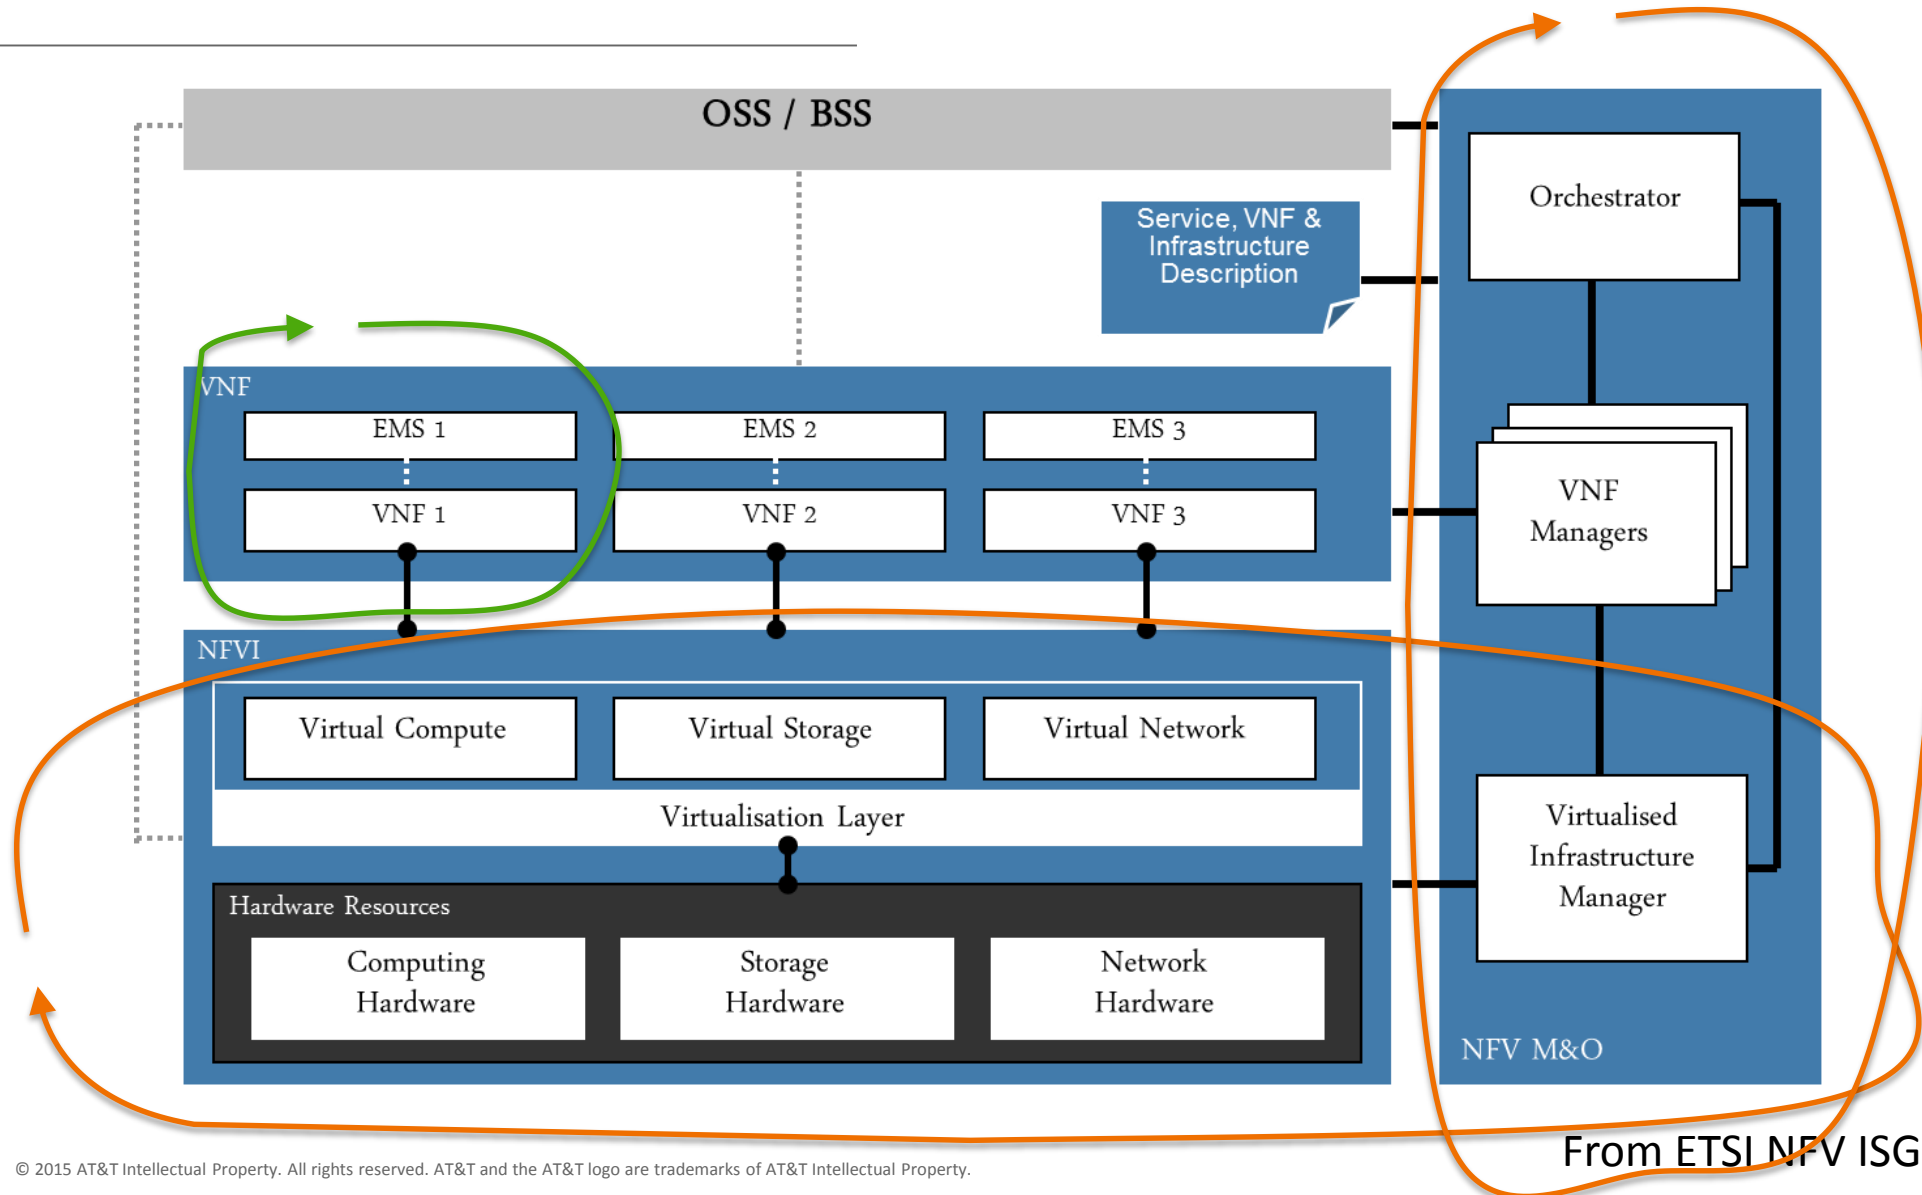 OSS / BSS
Orchestrator
Service, VNF &
Infrastructure
Description
VNF
EMS 1
EMS 2
EMS 3
VNF 1
VNF 2
VNF 3
VNF
Managers
NFVI
Virtual Compute
Virtual Storage
Virtual Network
Virtualisation Layer
Virtualised
Infrastructure
Manager
Hardware Resources
Computing
Hardware
Storage
Hardware
Network
Hardware
NFV M&O
From ETSI NFV ISG
© 2015 AT&T Intellectual Property. All rights reserved. AT&T and the AT&T logo are trademarks of AT&T Intellectual Property.